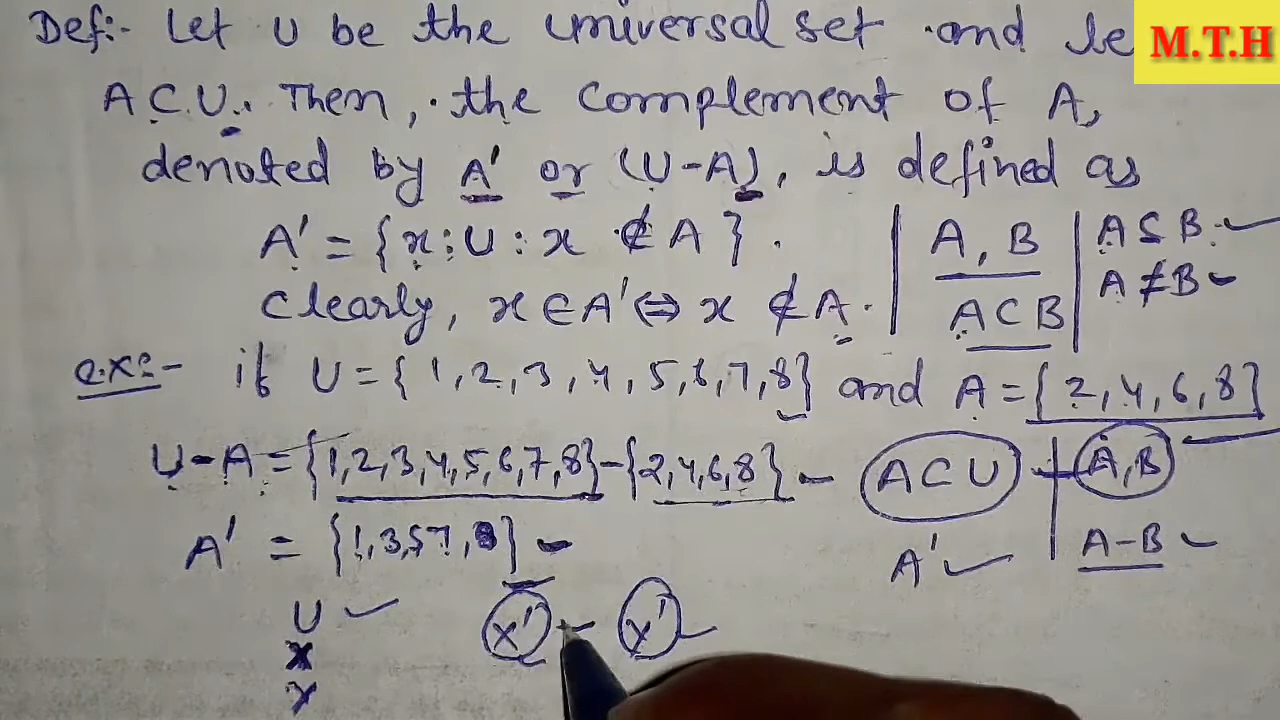 Def:- Let U be the universal set and le
M.T.H
A ⊂ U. Then, the complement of A,
denoted by A' or (U-A), is defined as
A' = {x : U : x ∉ A}.
Clearly, x ∈ A' ⇔ x ∉ A.
A, B
A ⊂ B
A ⊆ B
A ⊄ B
ex:- if U = {1, 2, 3, 4, 5, 6, 7, 8} and A = {2, 4, 6, 8}
U - A = {1,2,3,4,5,6,7,8} - {2,4,6,8}
A ⊂ U
A, B
A' = {1,3,5 7, }
A'
A-B
U
X
Y
X'
Y'